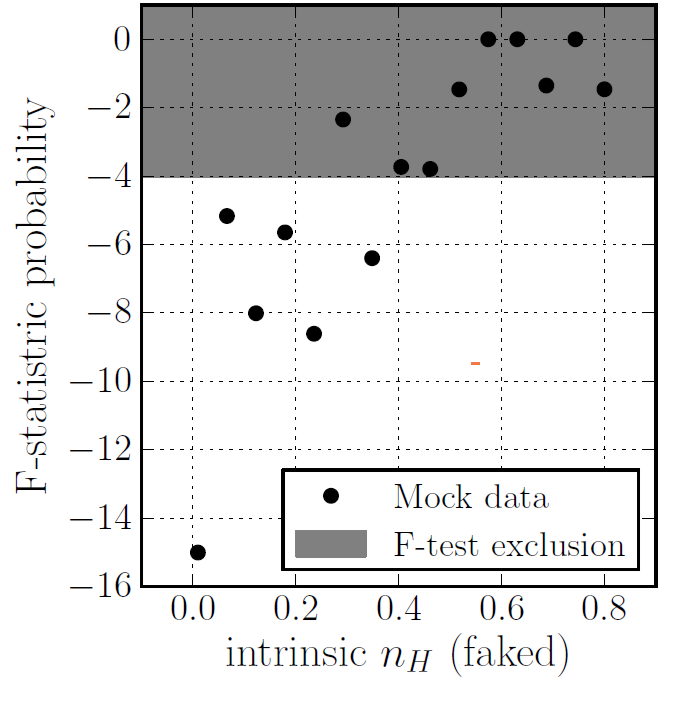 F-statistric probability
0
−2
−4
−6
−8
−10
−12
−14
−16
Mock data
F-test exclusion
0.0 0.2 0.4 0.6 0.8
intrinsic n_H (faked)